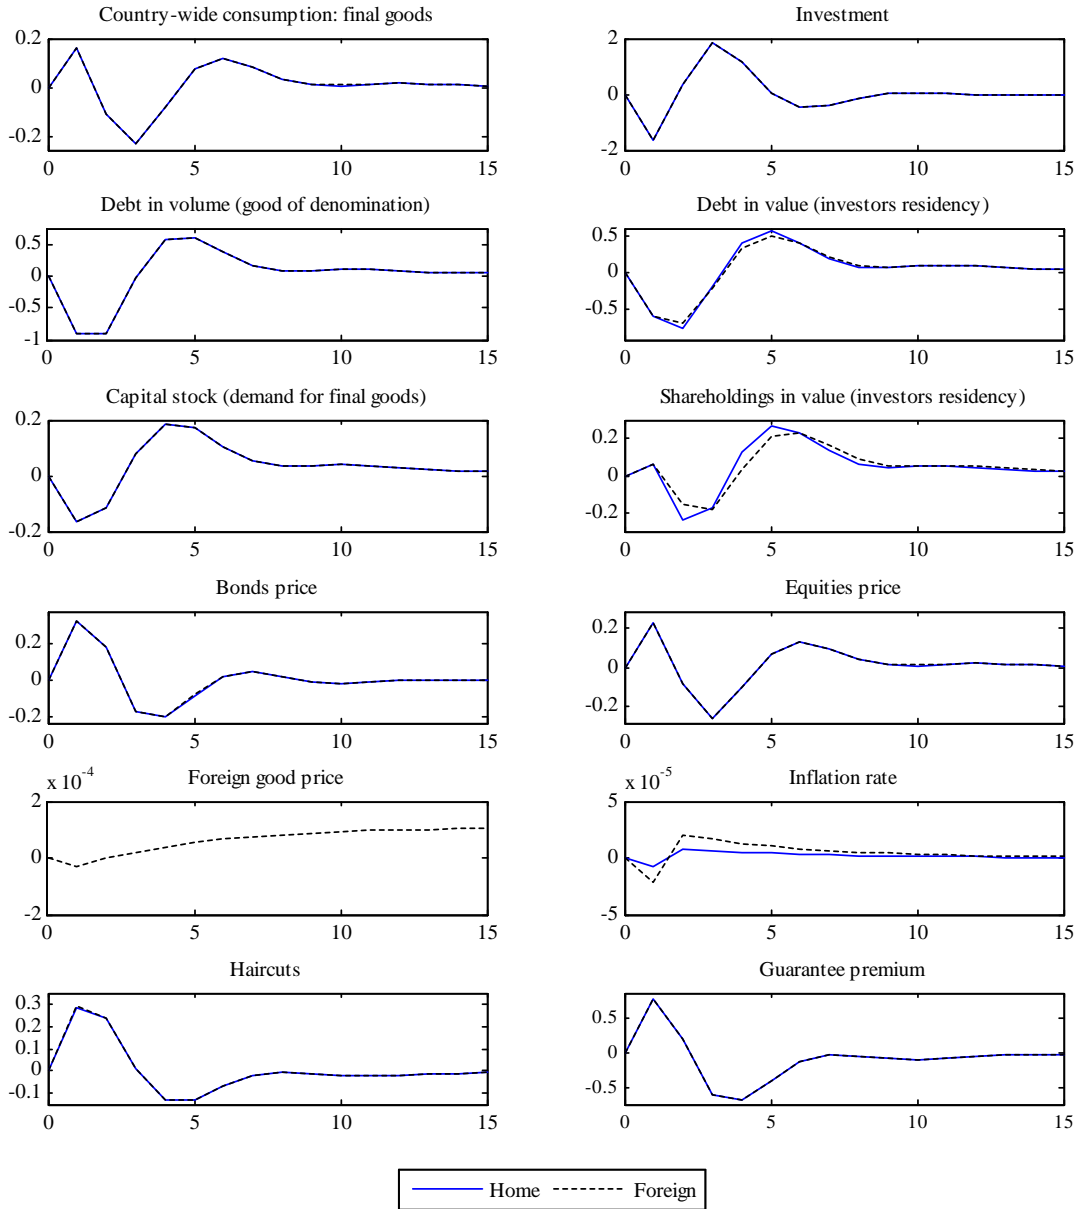 Country-wide consumption: final goods
0.2
0
-0.2
0 5 10 15
Investment
2
0
-2
0 5 10 15
Debt in volume (good of denomination)
0.5
0
-0.5
-1
0 5 10 15
Debt in value (investors residency)
0.5
0
-0.5
0 5 10 15
Capital stock (demand for final goods)
0.2
0
-0.2
0 5 10 15
Shareholdings in value (investors residency)
0.2
0
-0.2
0 5 10 15
Bonds price
0.2
0
-0.2
0 5 10 15
Equities price
0.2
0
-0.2
0 5 10 15
Foreign good price
x 10^-4
2
0
-2
0 5 10 15
Inflation rate
x 10^-5
5
0
-5
0 5 10 15
Haircuts
0.3
0.2
0.1
0
-0.1
0 5 10 15
Guarantee premium
0.5
0
-0.5
0 5 10 15
Home Foreign